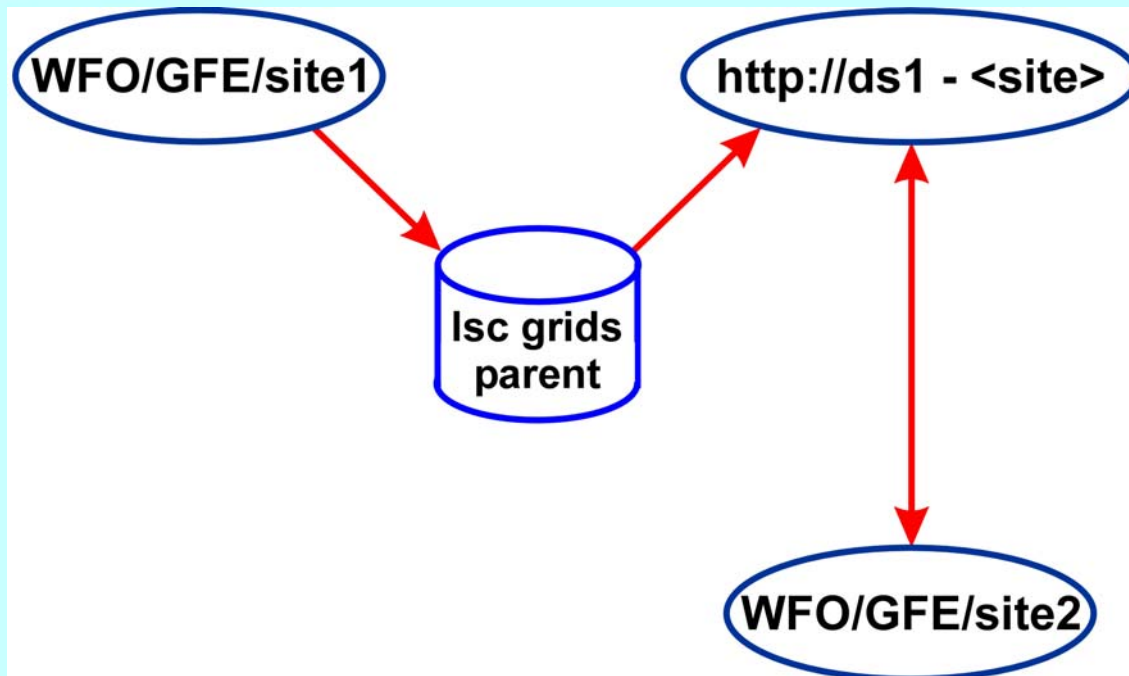 WFO/GFE/site1
http://ds1 - <site>
Isc grids
parent
WFO/GFE/site2